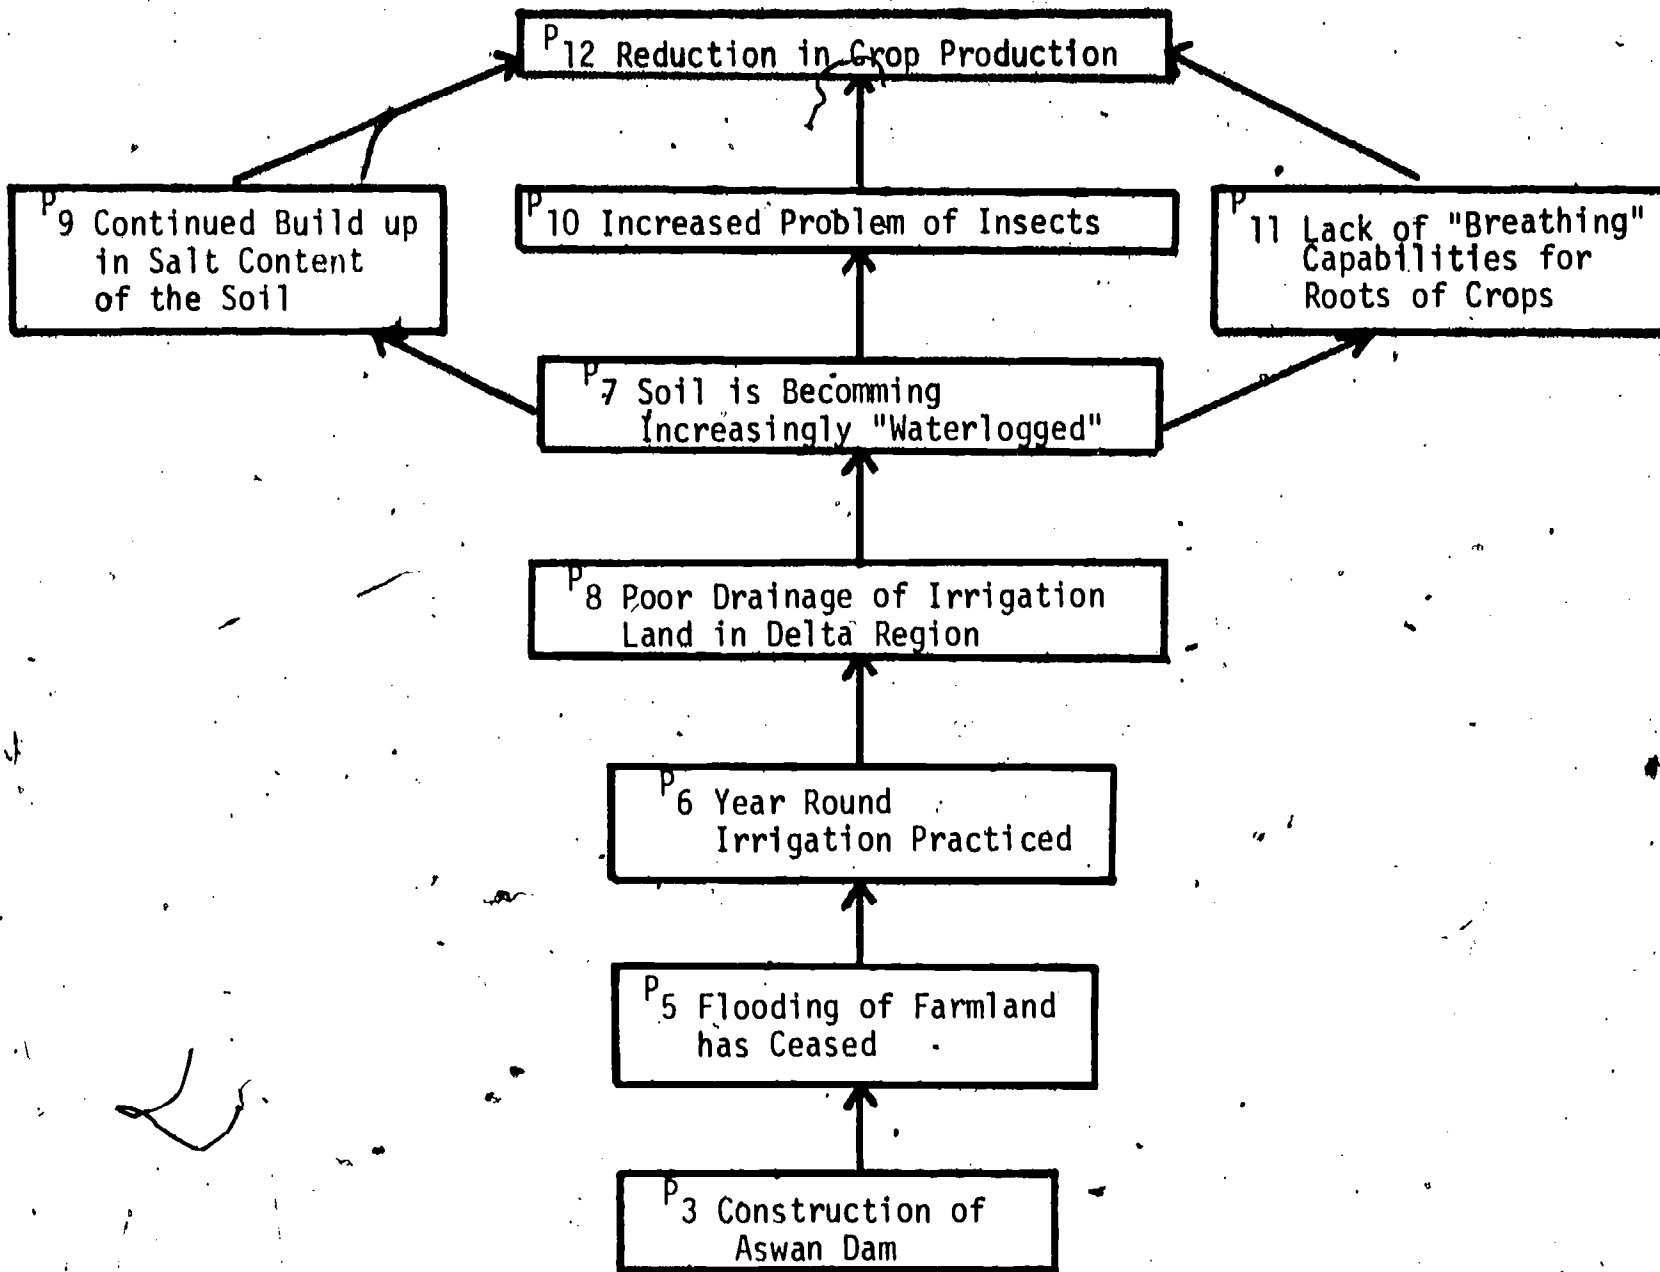 P12 Reduction in Crop Production
P9 Continued Build up
in Salt Content
of the Soil
P10 Increased Problem of Insects
P11 Lack of "Breathing"
Capabilities for
Roots of Crops
P7 Soil is Becomming
Increasingly "Waterlogged"
P8 Poor Drainage of Irrigation
Land in Delta Region
P6 Year Round
Irrigation Practiced
P5 Flooding of Farmland
has Ceased
P3 Construction of
Aswan Dam